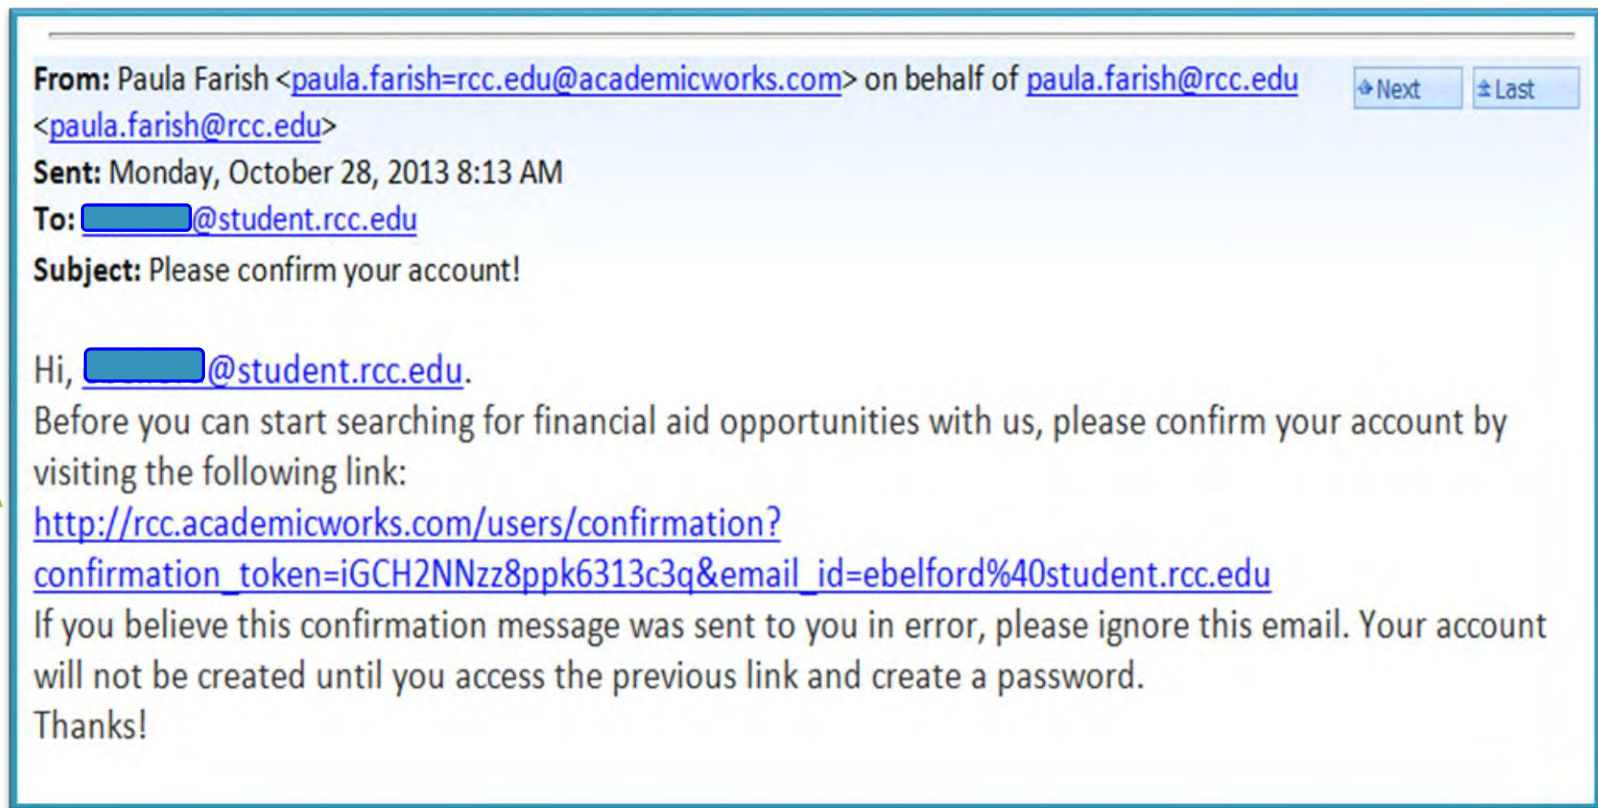 From: Paula Farish <paula.farish=rcc.edu@academicworks.com> on behalf of paula.farish@rcc.edu
<paula.farish@rcc.edu>
Next
Last
Sent: Monday, October 28, 2013 8:13 AM
To: @student.rcc.edu
Subject: Please confirm your account!
Hi, @student.rcc.edu.
Before you can start searching for financial aid opportunities with us, please confirm your account by
visiting the following link:
http://rcc.academicworks.com/users/confirmation?
confirmation_token=iGCH2NNzz8ppk6313c3q&email_id=ebelford%40student.rcc.edu
If you believe this confirmation message was sent to you in error, please ignore this email. Your account
will not be created until you access the previous link and create a password.
Thanks!